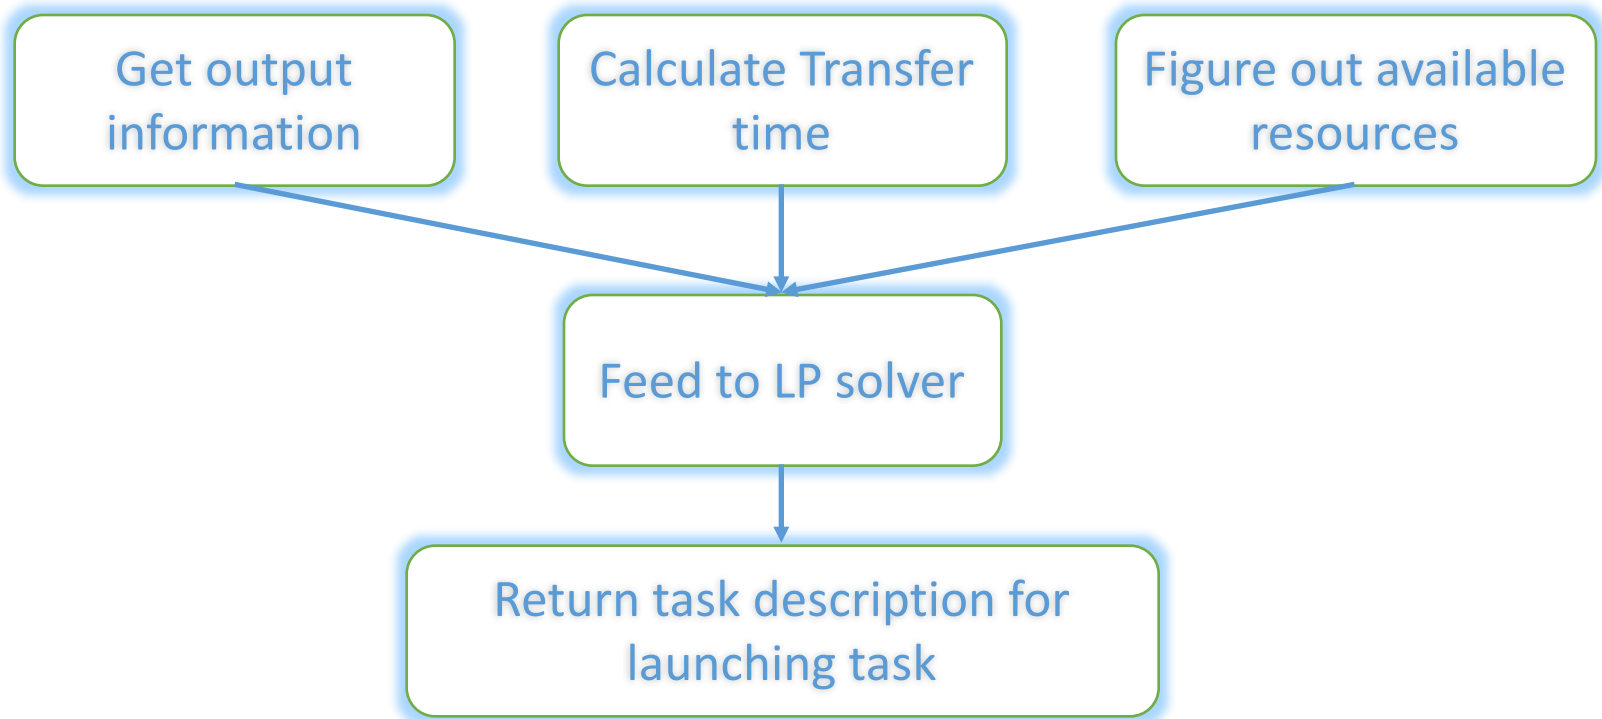 Get output
information
Calculate Transfer
time
Figure out available
resources
Feed to LP solver
Return task description for
launching task